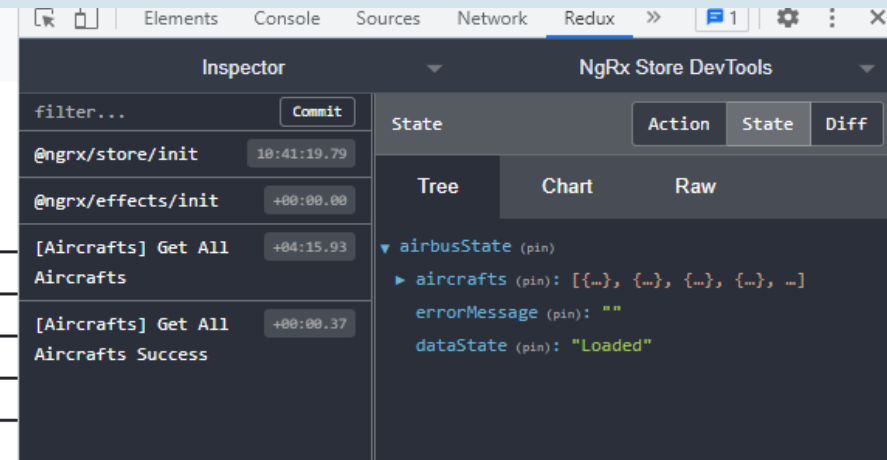 Elements Console Sources Network Redux » 1
Inspector NgRx Store DevTools
filter... Commit
@ngrx/store/init 10:41:19.79
@ngrx/effects/init +00:00.00
[Aircrafts] Get All +04:15.93
Aircrafts
[Aircrafts] Get All +00:00.37
Aircrafts Success
State Action State Diff
Tree Chart Raw
airbusState (pin)
aircrafts (pin): [{…}, {…}, {…}, {…}, …]
errorMessage (pin): ""
dataState (pin): "Loaded"